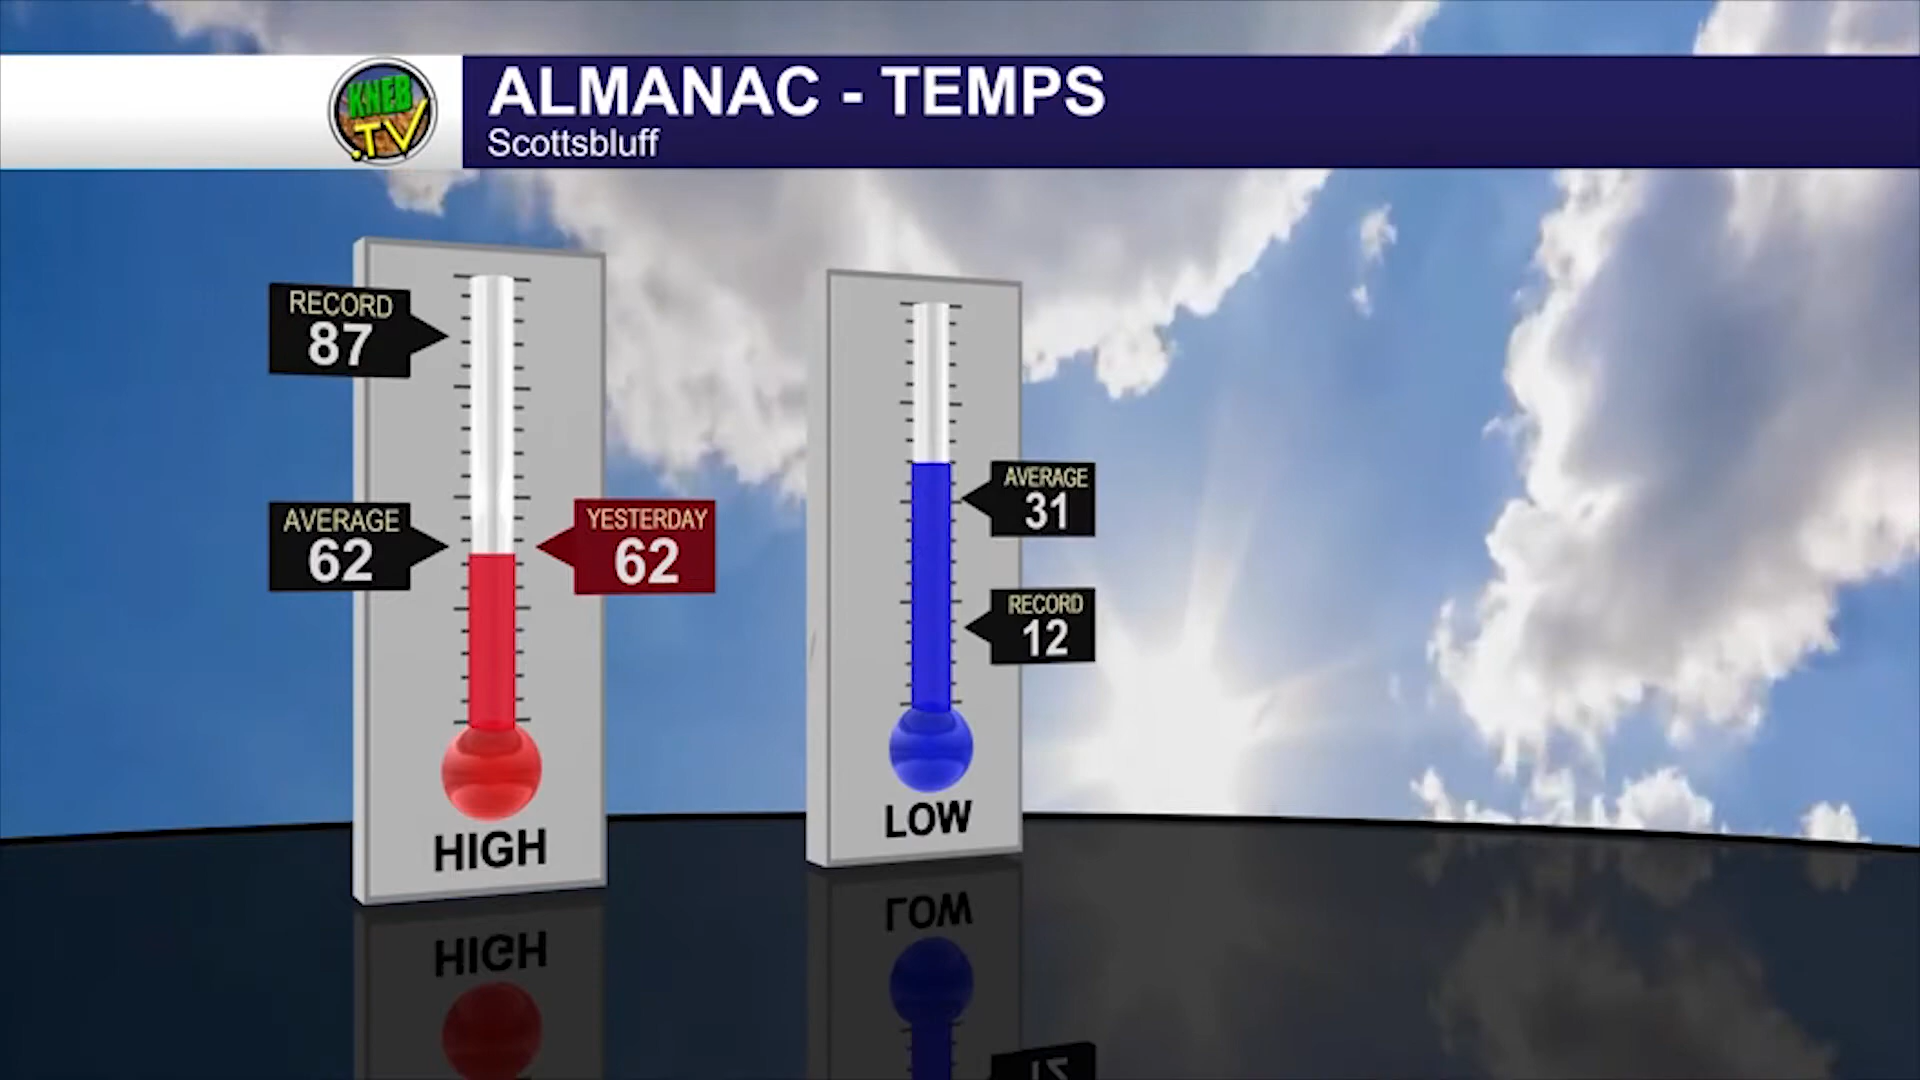 KNEB
.TV
ALMANAC - TEMPS
Scottsbluff
RECORD
87
AVERAGE
62
YESTERDAY
62
HIGH
AVERAGE
31
RECORD
12
LOW